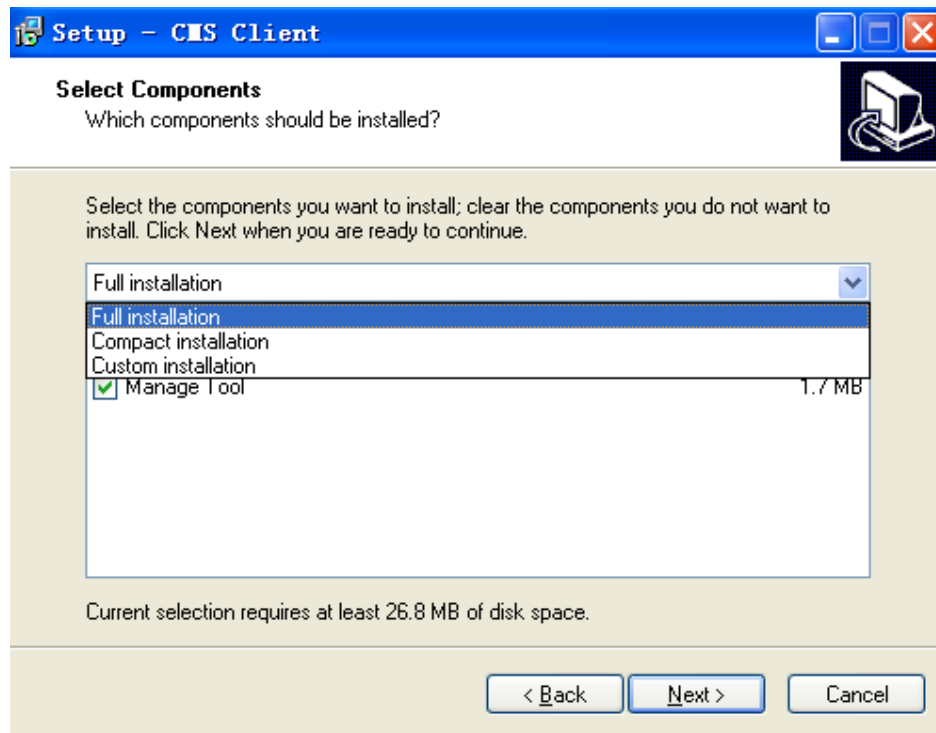 Setup - CMS Client
Select Components
Which components should be installed?
Select the components you want to install; clear the components you do not want to
install. Click Next when you are ready to continue.
Full installation
Full installation
Compact installation
Custom installation
Manage Tool 1.7 MB
Current selection requires at least 26.8 MB of disk space.
< Back Next > Cancel